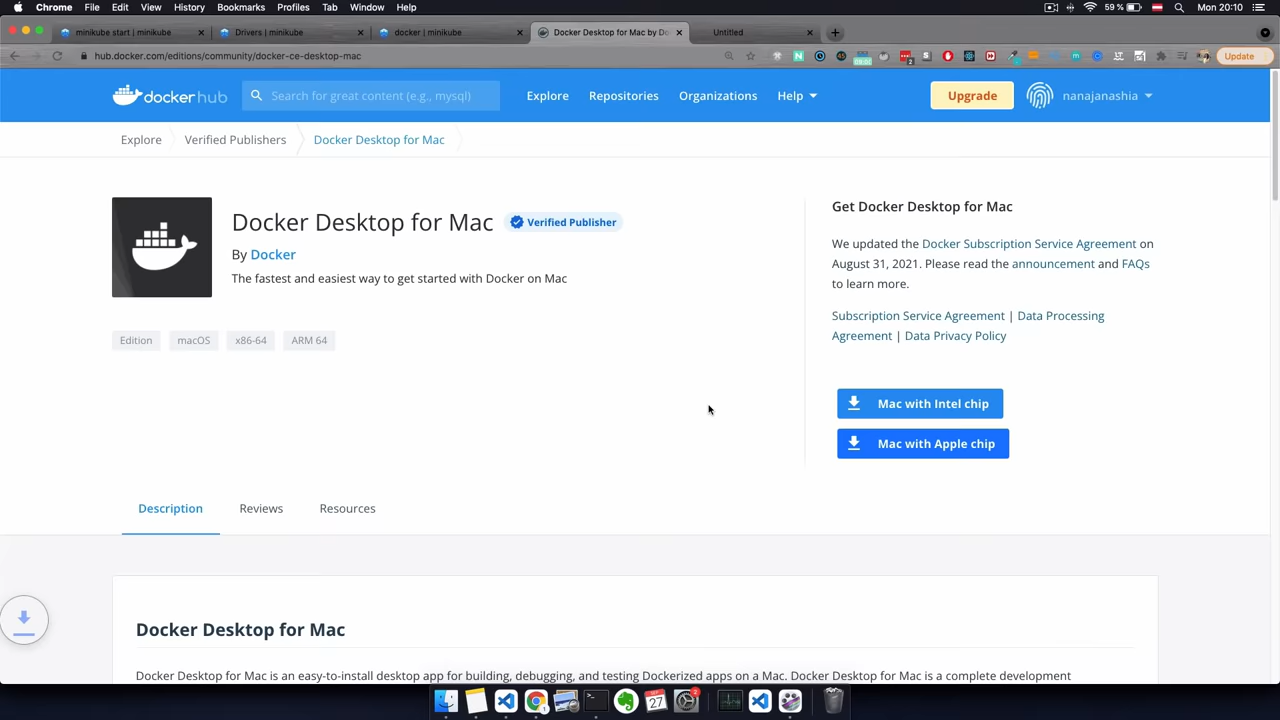 Chrome File Edit View History Bookmarks Profiles Tab Window Help 59 % Mon 20:10
minikube start | minikube Drivers | minikube docker | minikube Docker Desktop for Mac by Do Untitled
hub.docker.com/editions/community/docker-ce-desktop-mac Update
dockerhub Search for great content (e.g., mysql) Explore Repositories Organizations Help Upgrade nanajanashia
Explore Verified Publishers Docker Desktop for Mac
Docker Desktop for Mac Verified Publisher
By Docker
The fastest and easiest way to get started with Docker on Mac
Edition macOS x86-64 ARM 64
Get Docker Desktop for Mac
We updated the Docker Subscription Service Agreement on
August 31, 2021. Please read the announcement and FAQs
to learn more.
Subscription Service Agreement | Data Processing
Agreement | Data Privacy Policy
Mac with Intel chip
Mac with Apple chip
Description Reviews Resources
Docker Desktop for Mac
Docker Desktop for Mac is an easy-to-install desktop app for building, debugging, and testing Dockerized apps on a Mac. Docker Desktop for Mac is a complete development
27